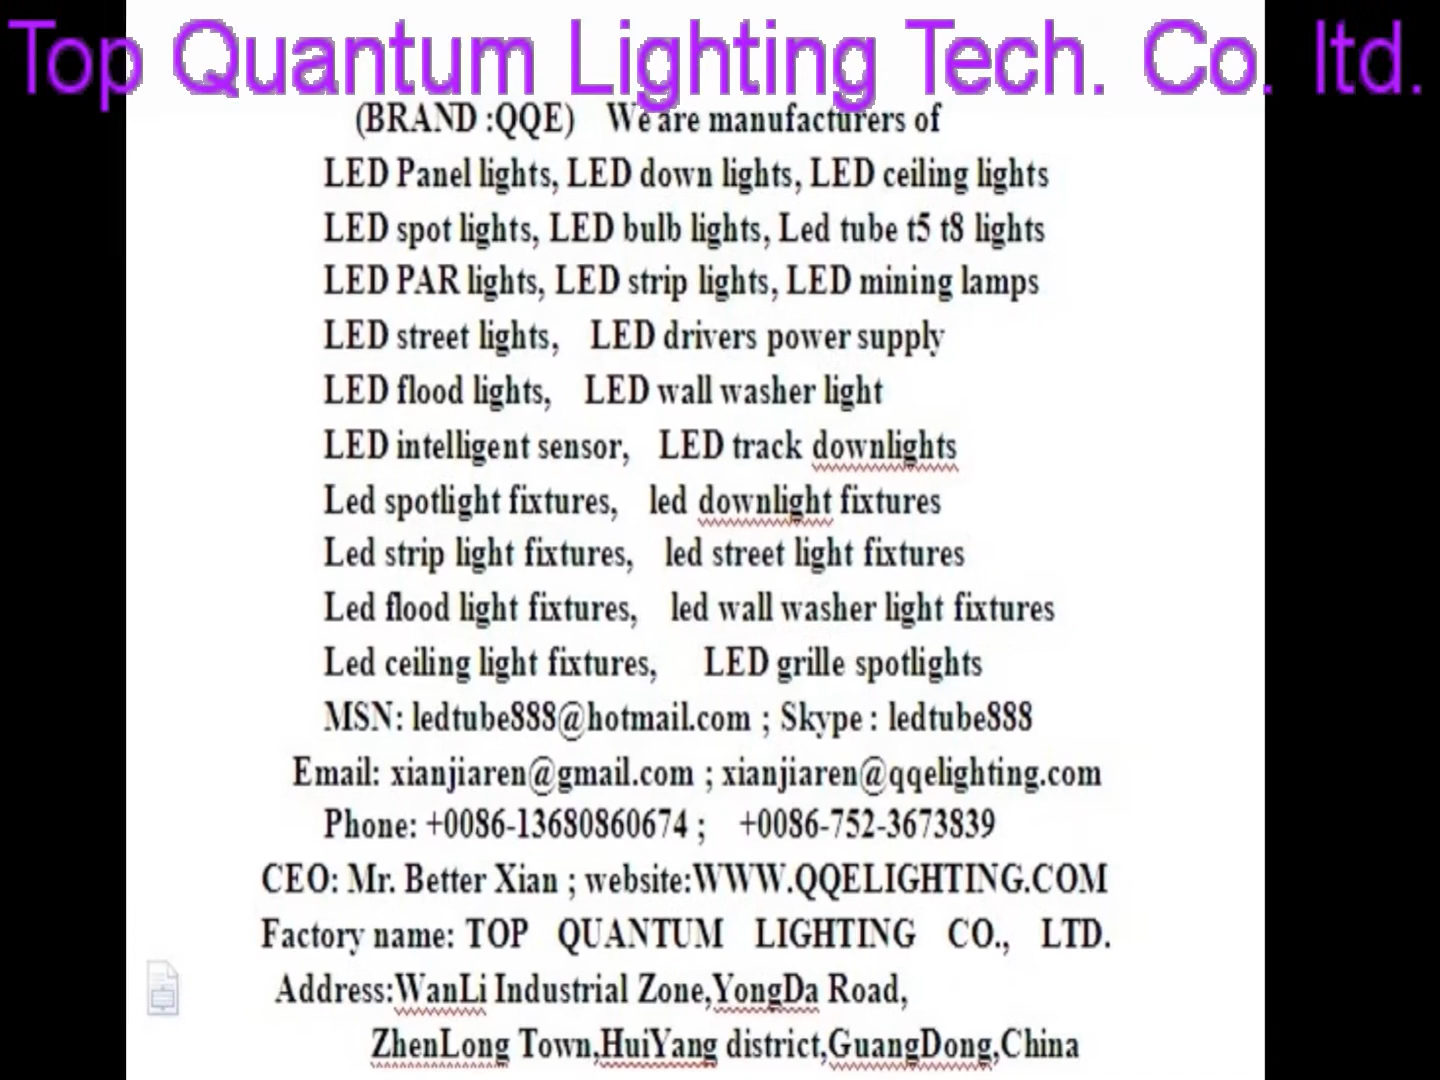 Top Quantum Lighting Tech. Co. ltd.
(BRAND :QQE) We are manufacturers of
LED Panel lights, LED down lights, LED ceiling lights
LED spot lights, LED bulb lights, Led tube t5 t8 lights
LED PAR lights, LED strip lights, LED mining lamps
LED street lights, LED drivers power supply
LED flood lights, LED wall washer light
LED intelligent sensor, LED track downlights
Led spotlight fixtures, led downlight fixtures
Led strip light fixtures, led street light fixtures
Led flood light fixtures, led wall washer light fixtures
Led ceiling light fixtures, LED grille spotlights
MSN: ledtube888@hotmail.com ; Skype : ledtube888
Email: xianjiaren@gmail.com ; xianjiaren@qqelighting.com
Phone: +0086-13680860674 ; +0086-752-3673839
CEO: Mr. Better Xian ; website:WWW.QQELIGHTING.COM
Factory name: TOP QUANTUM LIGHTING CO., LTD.
Address:WanLi Industrial Zone,YongDa Road,
ZhenLong Town,HuiYang district,GuangDong,China